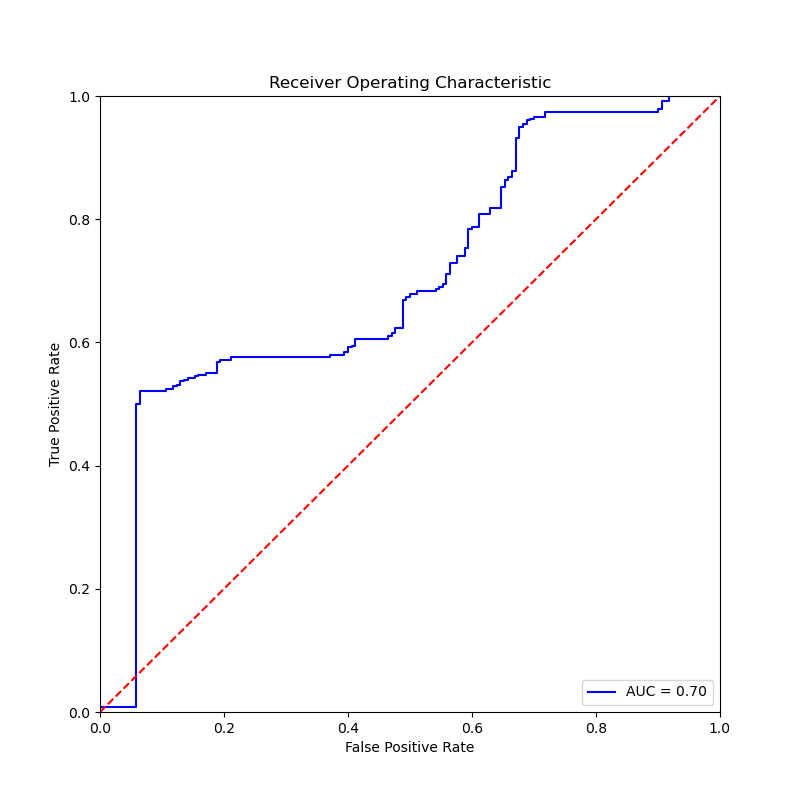 Receiver Operating Characteristic
1.0
0.8
0.6
0.4
0.2
0.0
True Positive Rate
AUC = 0.70
0.0 0.2 0.4 0.6 0.8 1.0
False Positive Rate